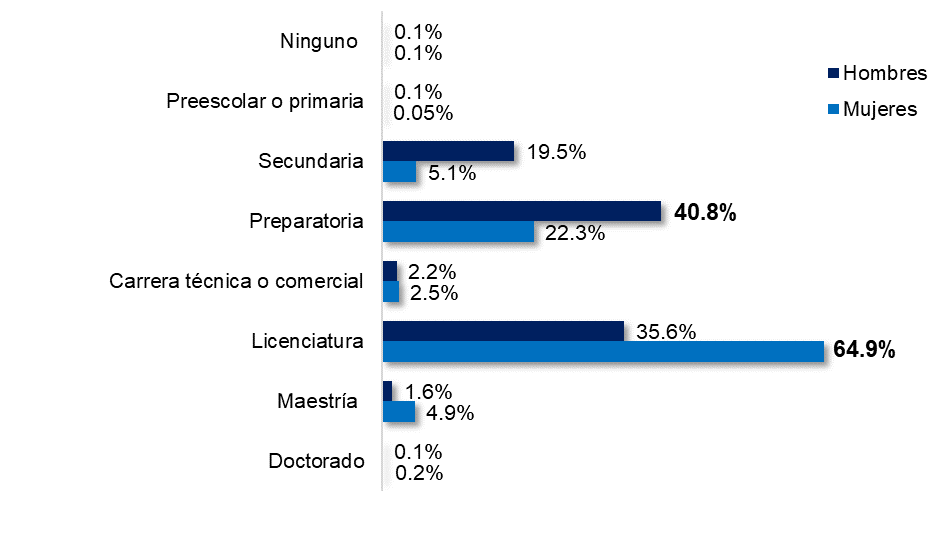 Ninguno
0.1%
0.1%
Preescolar o primaria
0.1%
0.05%
Secundaria
19.5%
5.1%
Preparatoria
40.8%
22.3%
Carrera técnica o comercial
2.2%
2.5%
Licenciatura
35.6%
64.9%
Maestría
1.6%
4.9%
Doctorado
0.1%
0.2%
Hombres
Mujeres